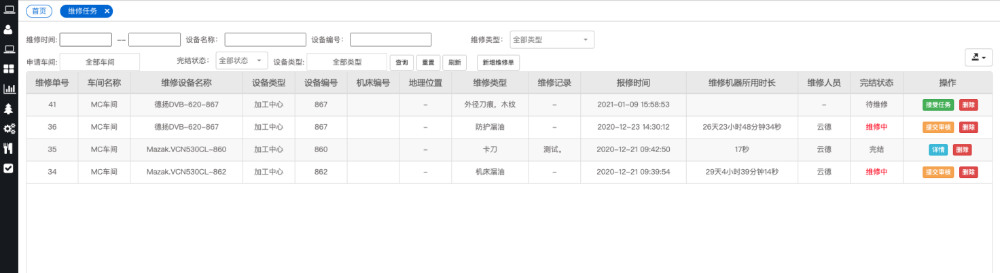 首页 维修任务 ×
维修时间: -- 设备名称: 设备编号: 维修类型: 全部类型
申请车间: 全部车间 完结状态: 全部状态 设备类型: 全部类型 查询 重置 刷新 新增维修单
维修单号 车间名称 维修设备名称 设备类型 设备编号 机床编号 地理位置 维修类型 维修记录 报修时间 维修机器所用时长 维修人员 完结状态 操作
41 MC车间 德扬DVB-620-867 加工中心 867 - 外径刀痕，木纹 - 2021-01-09 15:58:53 - 待维修 接受任务 删除
36 MC车间 德扬DVB-620-867 加工中心 867 - 防护漏油 - 2020-12-23 14:30:12 26天23小时48分钟34秒 云德 维修中 提交审核 删除
35 MC车间 Mazak.VCN530CL-860 加工中心 860 - 卡刀 测试。 2020-12-21 09:42:50 17秒 云德 完结 详情 删除
34 MC车间 Mazak.VCN530CL-862 加工中心 862 - 机床漏油 - 2020-12-21 09:39:54 29天4小时39分钟14秒 云德 维修中 提交审核 删除